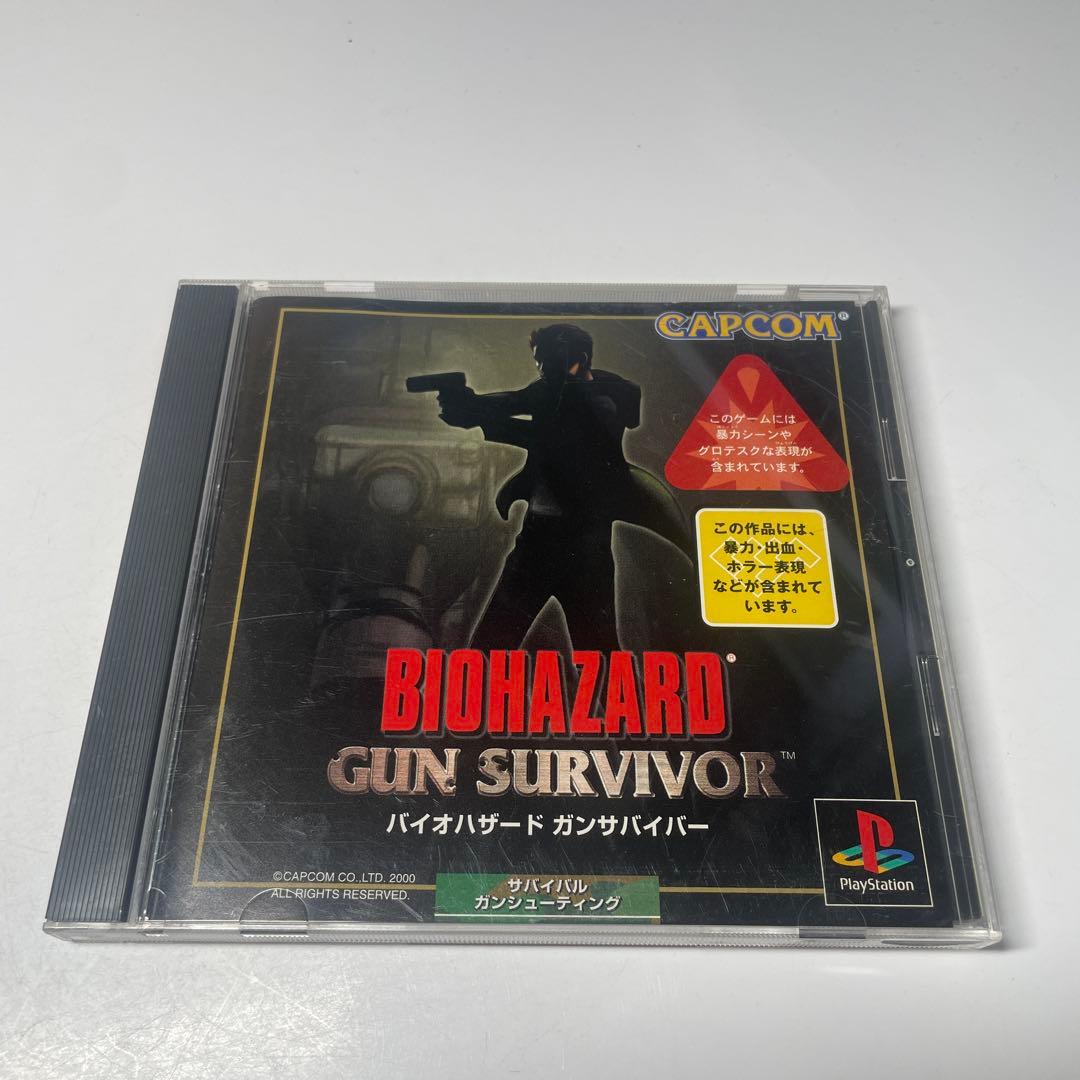 CAPCOM®
このゲームには
暴力シーンや
グロテスクな表現が
含まれています。
この作品には、
暴力・出血・
ホラー表現
などが含まれて
います。
BIOHAZARD®
GUN SURVIVOR™
バイオハザード ガンサバイバー
©CAPCOM CO.,LTD. 2000
ALL RIGHTS RESERVED.
サバイバル
ガンシューティング
PlayStation